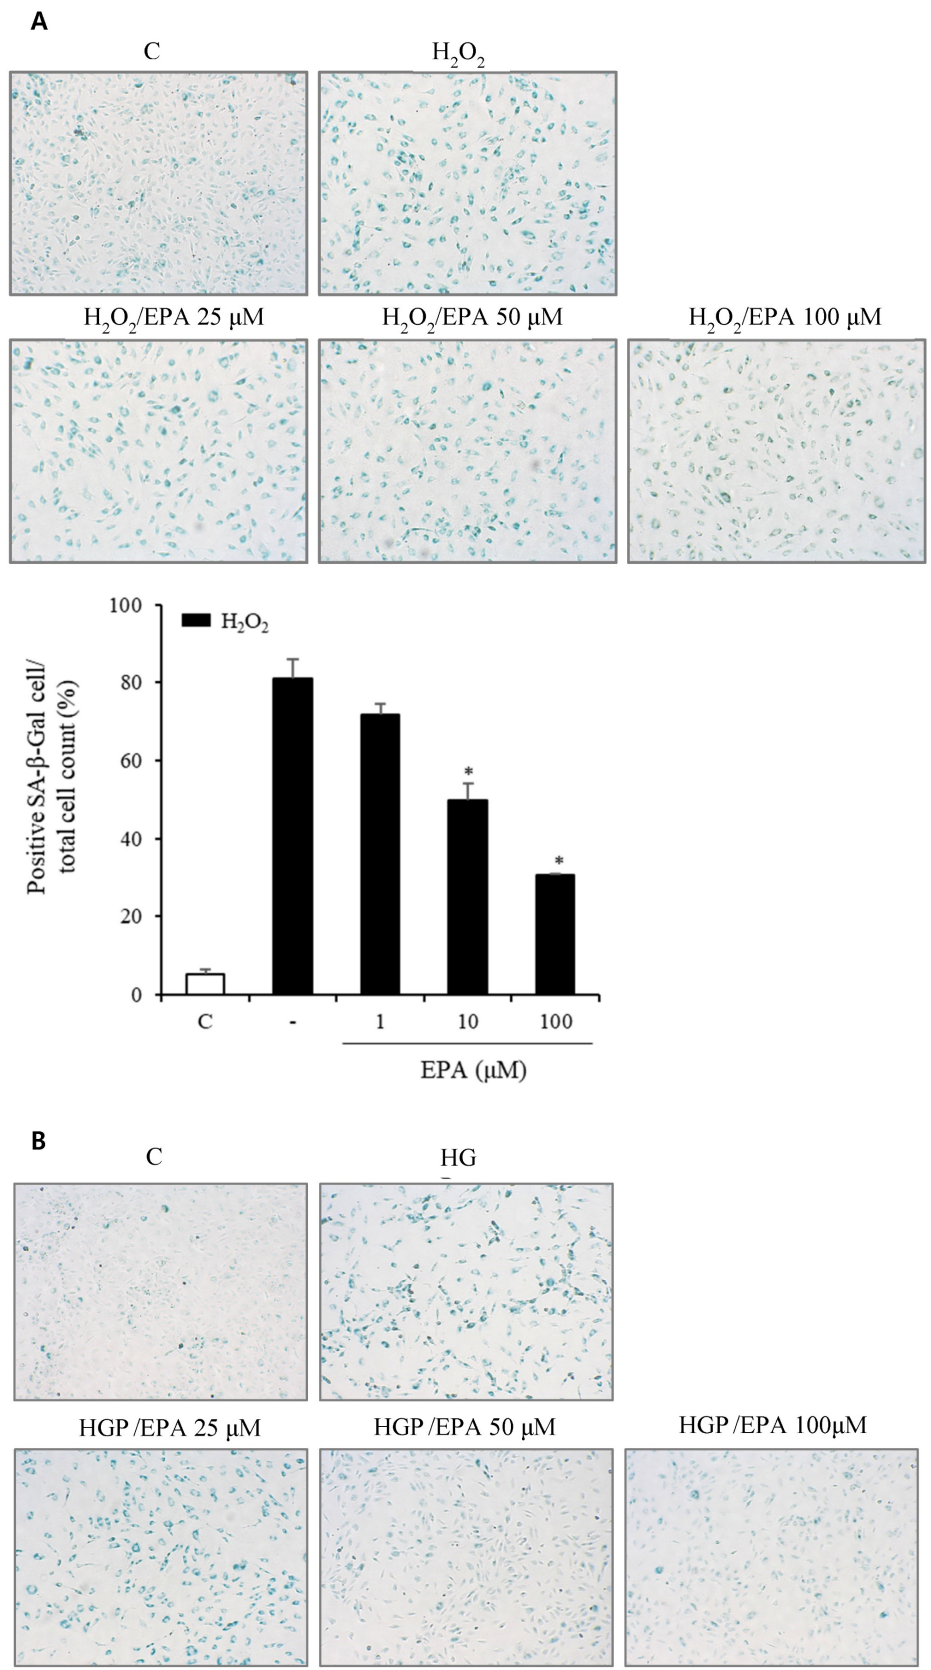 A
C
H₂O₂
H₂O₂/EPA 25 μM
H₂O₂/EPA 50 μM
H₂O₂/EPA 100 μM
100
80
60
40
20
0
Positive SA-β-Gal cell/
total cell count (%)
H₂O₂
*
*
C
-
1
10
100
EPA (μM)
B
C
HG
HGP /EPA 25 μM
HGP /EPA 50 μM
HGP /EPA 100μM